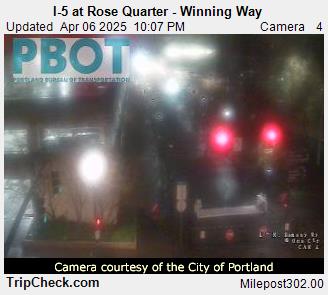 I-5 at Rose Quarter - Winning Way
Updated Apr 06 2025 10:07 PM Camera 4
PBOT
PORTLAND BUREAU OF TRANSPORTATION
Camera courtesy of the City of Portland
TripCheck.com Milepost302.00